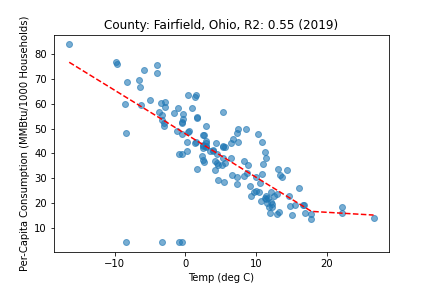 County: Fairfield, Ohio, R2: 0.55 (2019)
Per-Capita Consumption (MMBtu/1000 Households)
80
70
60
50
40
30
20
10
−10 0 10 20
Temp (deg C)